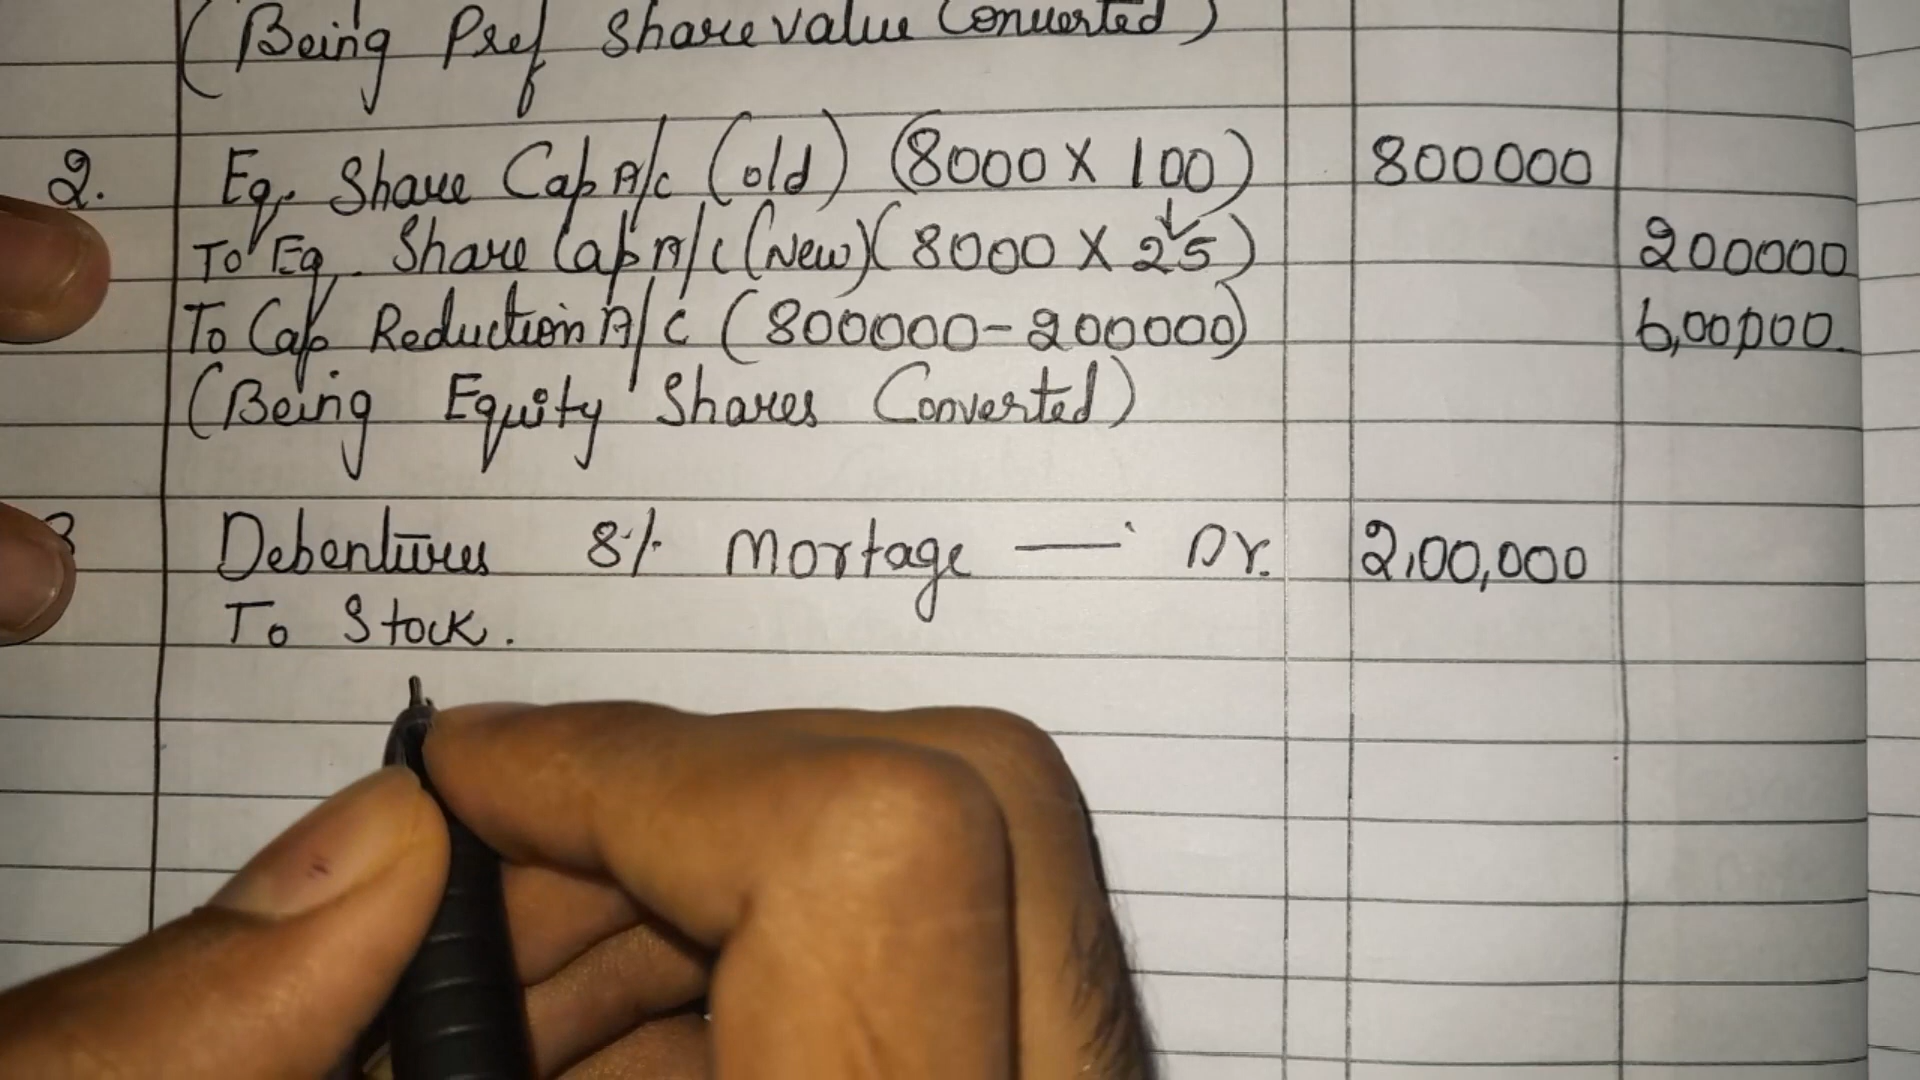 (Being Pref Share value Converted)
2. Eq. Share Cap A/c (old) (8000 X 100) 800000
To Eq. Share Cap A/c (New) (8000 X 25) 200000
To Cap Reduction A/c (800000-200000) 6,00,000
(Being Equity Shares Converted)
3 Debentures 8% Mortage — Dr. 2,00,000
To Stock.